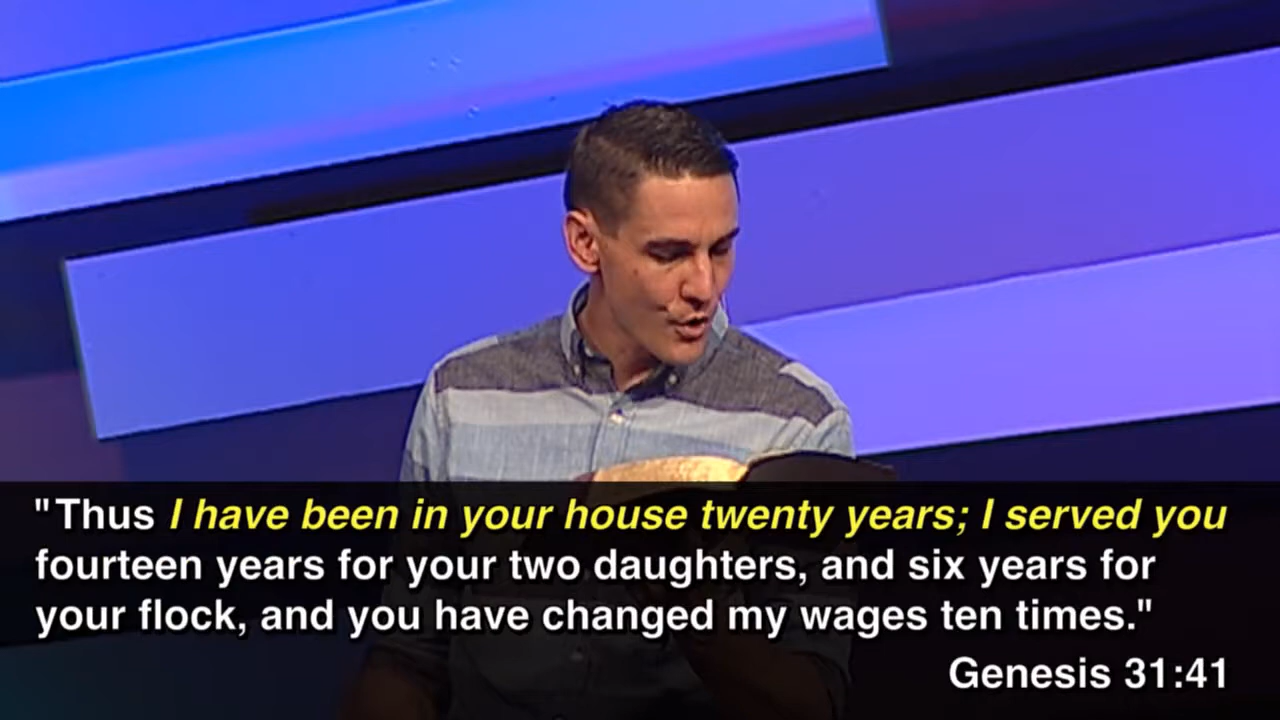 "Thus I have been in your house twenty years; I served you
fourteen years for your two daughters, and six years for
your flock, and you have changed my wages ten times."
Genesis 31:41